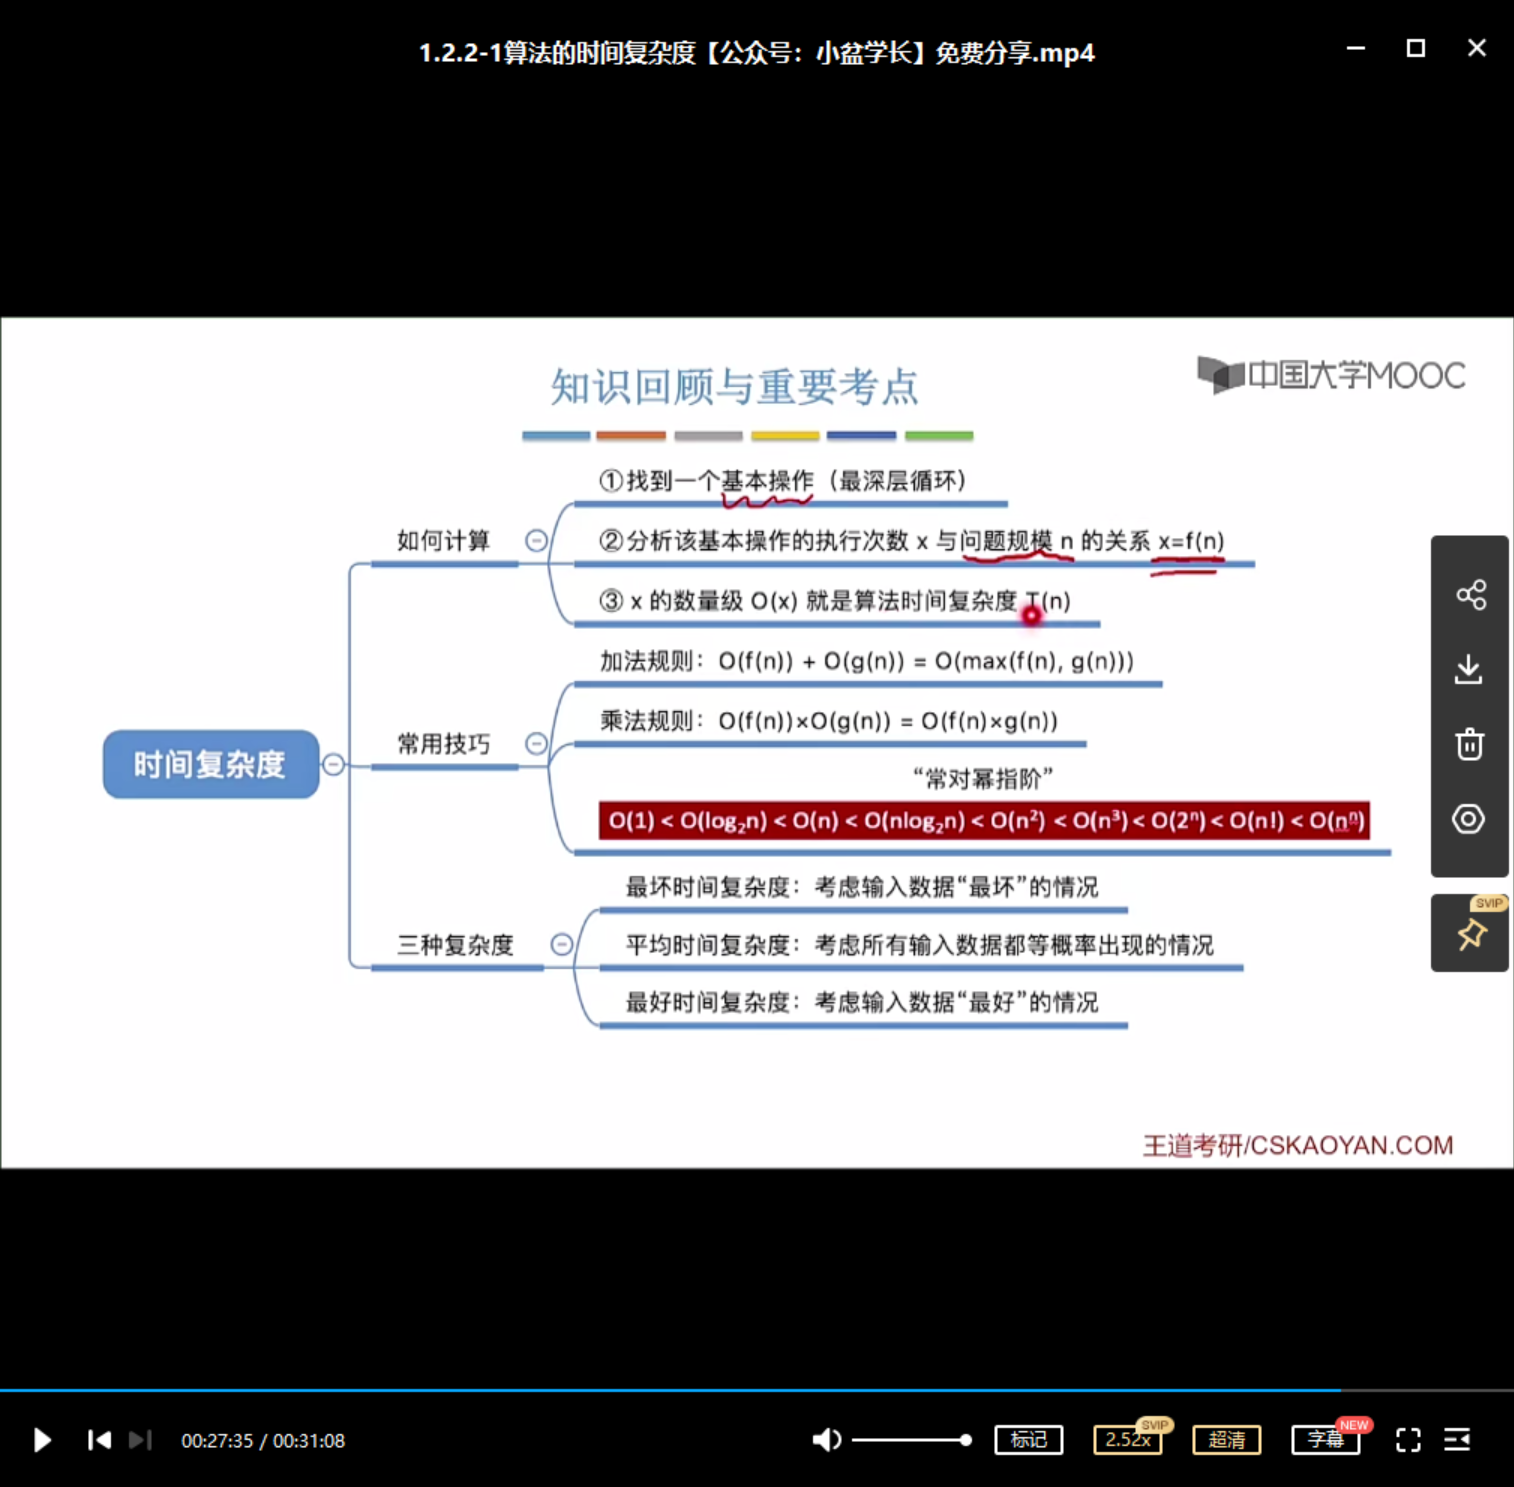 1.2.2-1算法的时间复杂度【公众号：小盆学长】免费分享.mp4
知识回顾与重要考点
中国大学MOOC
①找到一个基本操作（最深层循环）
如何计算
②分析该基本操作的执行次数 x 与问题规模 n 的关系 x=f(n)
③ x 的数量级 O(x) 就是算法时间复杂度 T(n)
加法规则：O(f(n)) + O(g(n)) = O(max(f(n), g(n)))
乘法规则：O(f(n))×O(g(n)) = O(f(n)×g(n))
常用技巧
时间复杂度
“常对幂指阶”
O(1) < O(log₂n) < O(n) < O(nlog₂n) < O(n²) < O(n³) < O(2ⁿ) < O(n!) < O(nⁿ)
最坏时间复杂度：考虑输入数据“最坏”的情况
三种复杂度
平均时间复杂度：考虑所有输入数据都等概率出现的情况
最好时间复杂度：考虑输入数据“最好”的情况
SVIP
王道考研/CSKAOYAN.COM
00:27:35 / 00:31:08
标记
2.52x
SVIP
超清
字幕
NEW